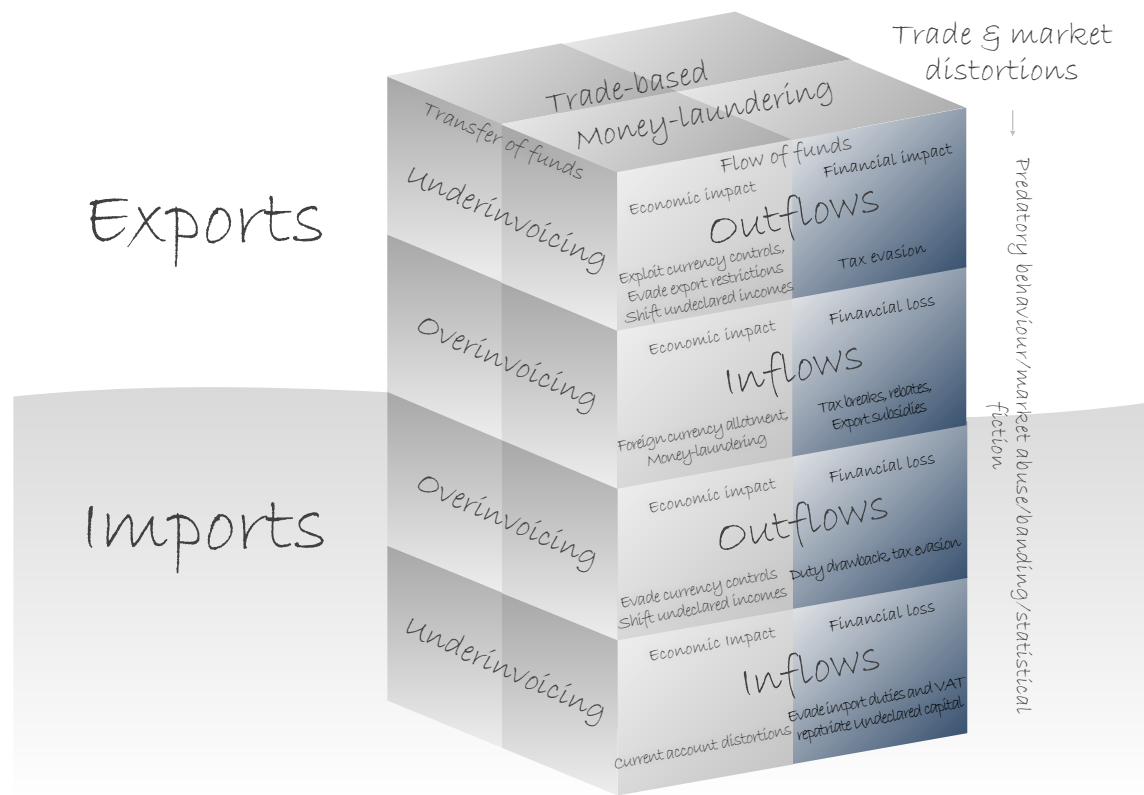 Trade & market
distortions
Predatory behaviour/market abuse/banding/statistical
fiction
Trade-based
Money-laundering
Transfer of funds
Flow of funds
Exports
Underinvoicing
Economic impact
Financial impact
Outflows
Exploit currency controls,
Evade export restrictions
Shift undeclared incomes
Tax evasion
Overinvoicing
Economic impact
Financial loss
Inflows
Foreign currency allotment,
Money-laundering
Tax breaks, rebates,
Export subsidies
Imports
Overinvoicing
Economic impact
Financial loss
Outflows
Evade currency controls
Shift undeclared incomes
Duty drawback, tax evasion
Underinvoicing
Economic Impact
Financial loss
Inflows
Current account distortions
Evade import duties and VAT
repatriate Undeclared capital